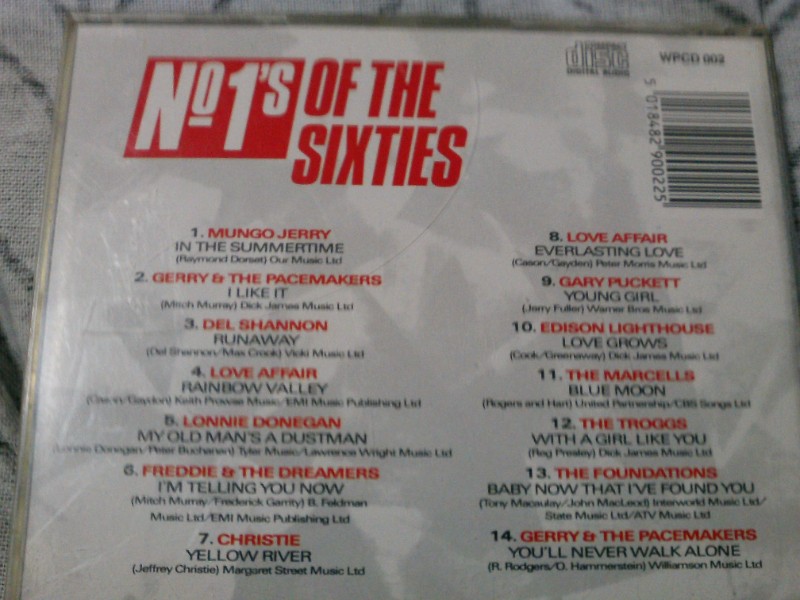 No1's OF THE
SIXTIES
COMPACT
disc
DIGITAL AUDIO
WPCD 002
5 018482 900225
1. MUNGO JERRY
IN THE SUMMERTIME
(Raymond Dorset) Our Music Ltd
2. GERRY & THE PACEMAKERS
I LIKE IT
(Mitch Murray) Dick James Music Ltd
3. DEL SHANNON
RUNAWAY
(Del Shannon/Max Crook) Vicki Music Ltd
4. LOVE AFFAIR
RAINBOW VALLEY
(Cason/Gaydon) Keith Prowse Music/EMI Music Publishing Ltd
5. LONNIE DONEGAN
MY OLD MAN'S A DUSTMAN
(Lonnie Donegan/Peter Buchanan) Tyler Music/Lawrence Wright Music Ltd
6. FREDDIE & THE DREAMERS
I'M TELLING YOU NOW
(Mitch Murray/Frederick Garrity) B. Feldman
Music Ltd/EMI Music Publishing Ltd
7. CHRISTIE
YELLOW RIVER
(Jeffrey Christie) Margaret Street Music Ltd
8. LOVE AFFAIR
EVERLASTING LOVE
(Cason/Gayden) Peter Morris Music Ltd
9. GARY PUCKETT
YOUNG GIRL
(Jerry Fuller) Warner Bros Music Ltd
10. EDISON LIGHTHOUSE
LOVE GROWS
(Cook/Greenaway) Dick James Music Ltd
11. THE MARCELLS
BLUE MOON
(Rogers and Hart) United Partnership/CBS Songs Ltd
12. THE TROGGS
WITH A GIRL LIKE YOU
(Reg Presley) Dick James Music Ltd
13. THE FOUNDATIONS
BABY NOW THAT I'VE FOUND YOU
(Tony Macaulay/John MacLeod) Interworld Music Ltd/
State Music Ltd/ATV Music Ltd
14. GERRY & THE PACEMAKERS
YOU'LL NEVER WALK ALONE
(R. Rodgers/O. Hammerstein) Williamson Music Ltd